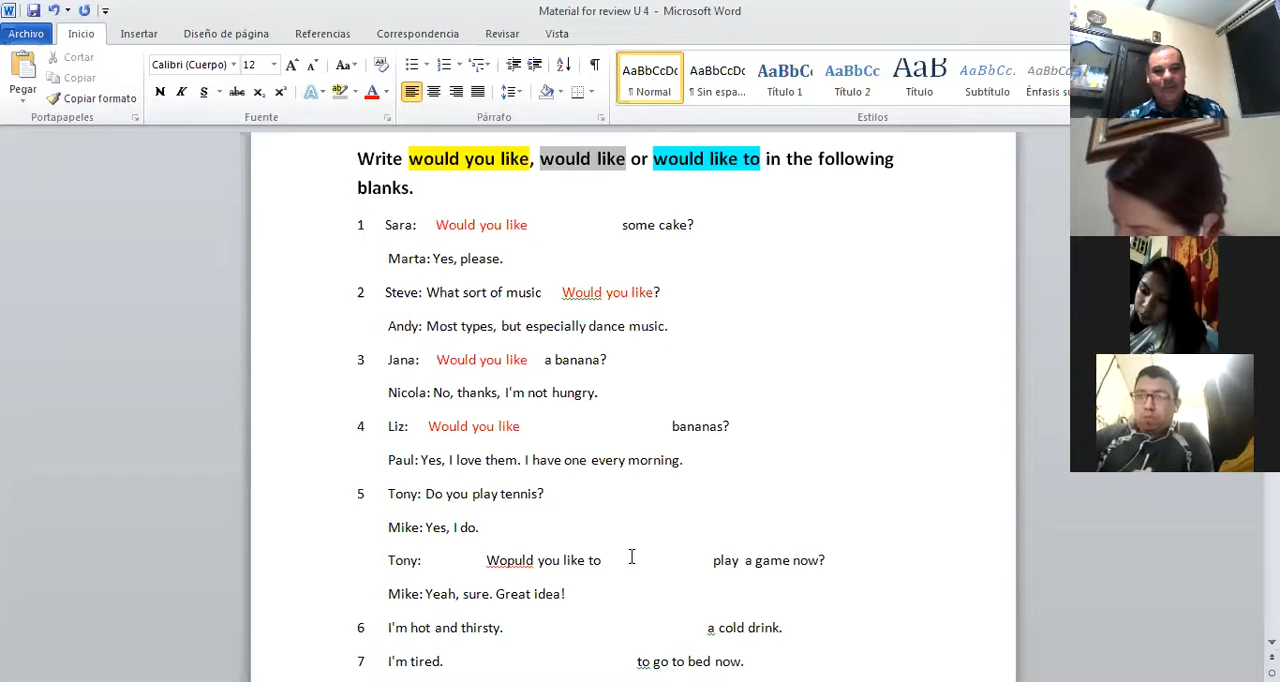 Material for review U 4 - Microsoft Word
Archivo Inicio Insertar Diseño de página Referencias Correspondencia Revisar Vista
Pegar
Cortar
Copiar
Copiar formato
Calibri (Cuerpo) 12
N K S abc x₂ x² A
AaBbCcDc AaBbCcDc AaBbC AaBbCc AaB AaBbCc. AaBbCc
¶ Normal ¶ Sin espa... Título 1 Título 2 Título Subtítulo Énfasis su
Portapapeles Fuente Párrafo Estilos
Write would you like, would like or would like to in the following
blanks.
1 Sara: Would you like some cake?
Marta: Yes, please.
2 Steve: What sort of music Would you like?
Andy: Most types, but especially dance music.
3 Jana: Would you like a banana?
Nicola: No, thanks, I'm not hungry.
4 Liz: Would you like bananas?
Paul: Yes, I love them. I have one every morning.
5 Tony: Do you play tennis?
Mike: Yes, I do.
Tony: Wopuld you like to play a game now?
Mike: Yeah, sure. Great idea!
6 I'm hot and thirsty. a cold drink.
7 I'm tired. to go to bed now.